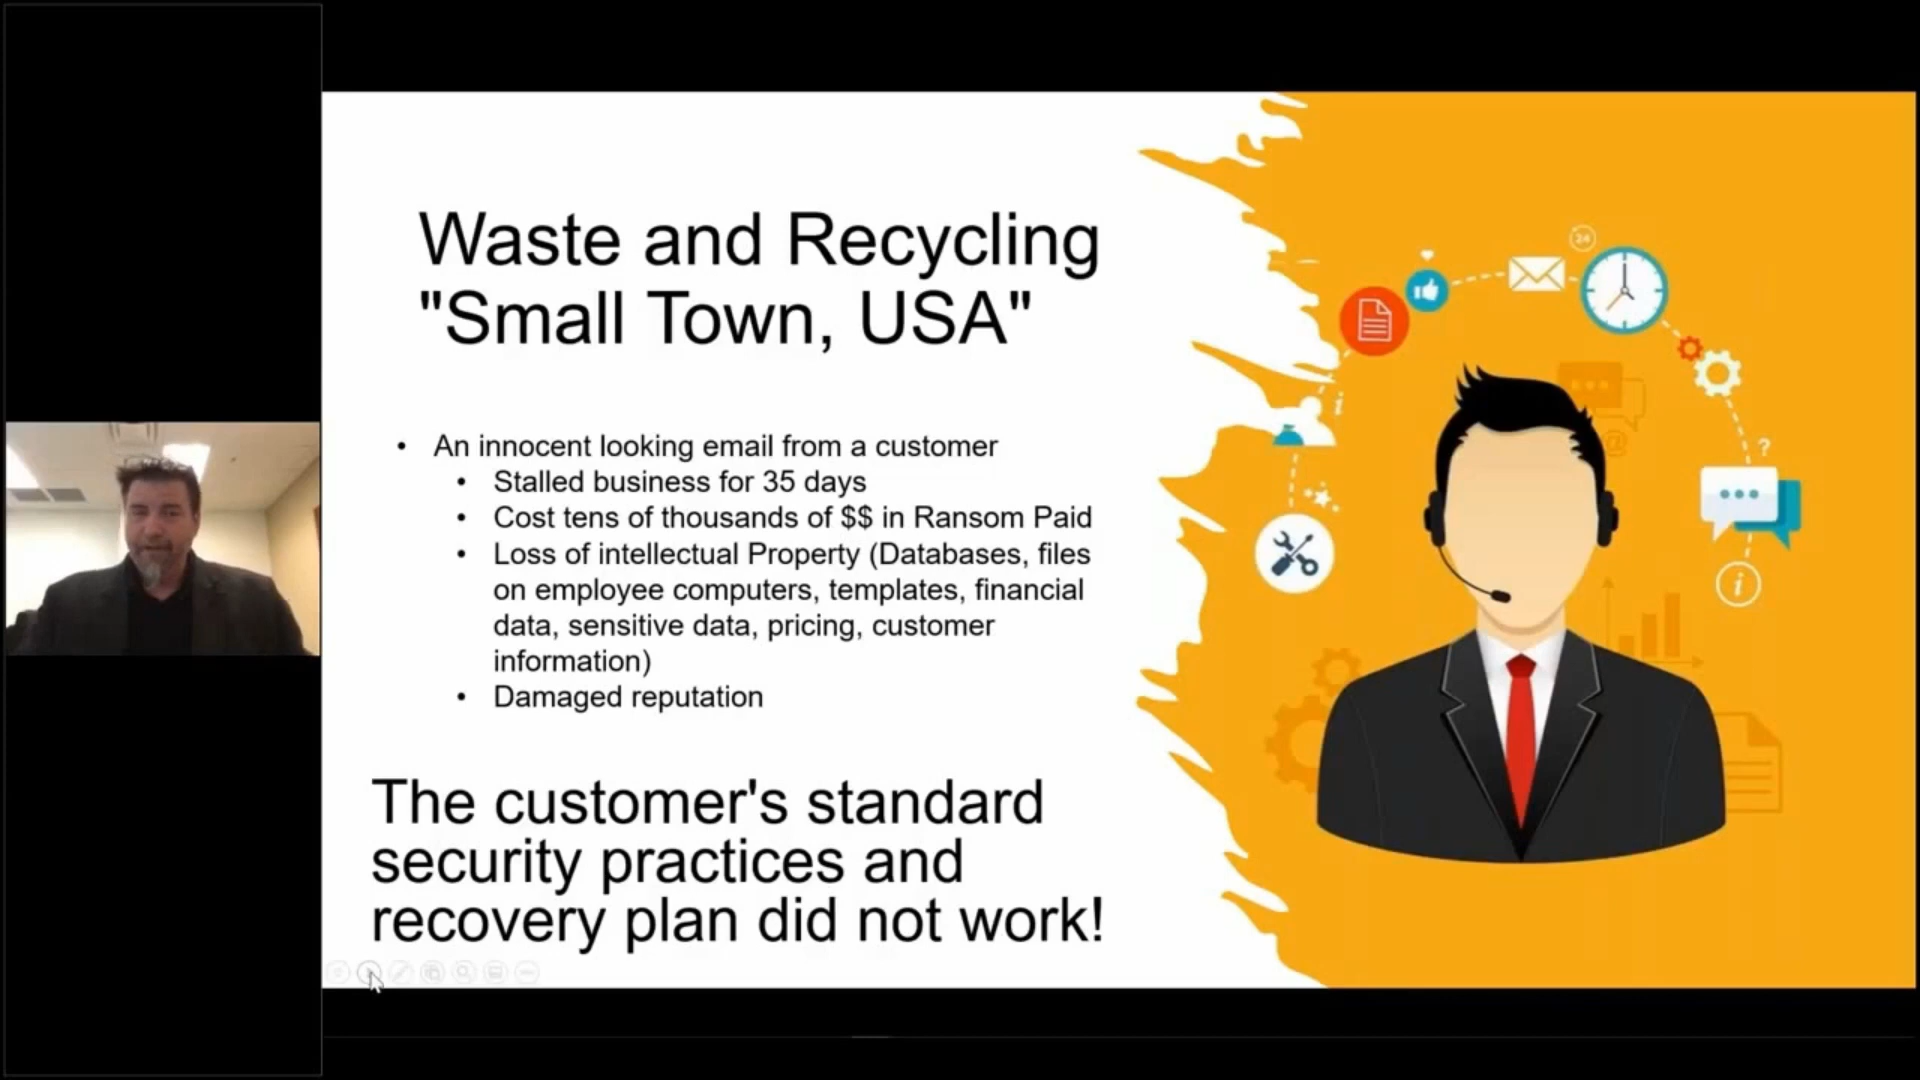 Waste and Recycling
"Small Town, USA"
• An innocent looking email from a customer
• Stalled business for 35 days
• Cost tens of thousands of $$ in Ransom Paid
• Loss of intellectual Property (Databases, files
on employee computers, templates, financial
data, sensitive data, pricing, customer
information)
• Damaged reputation
The customer's standard
security practices and
recovery plan did not work!
24
?
i
@